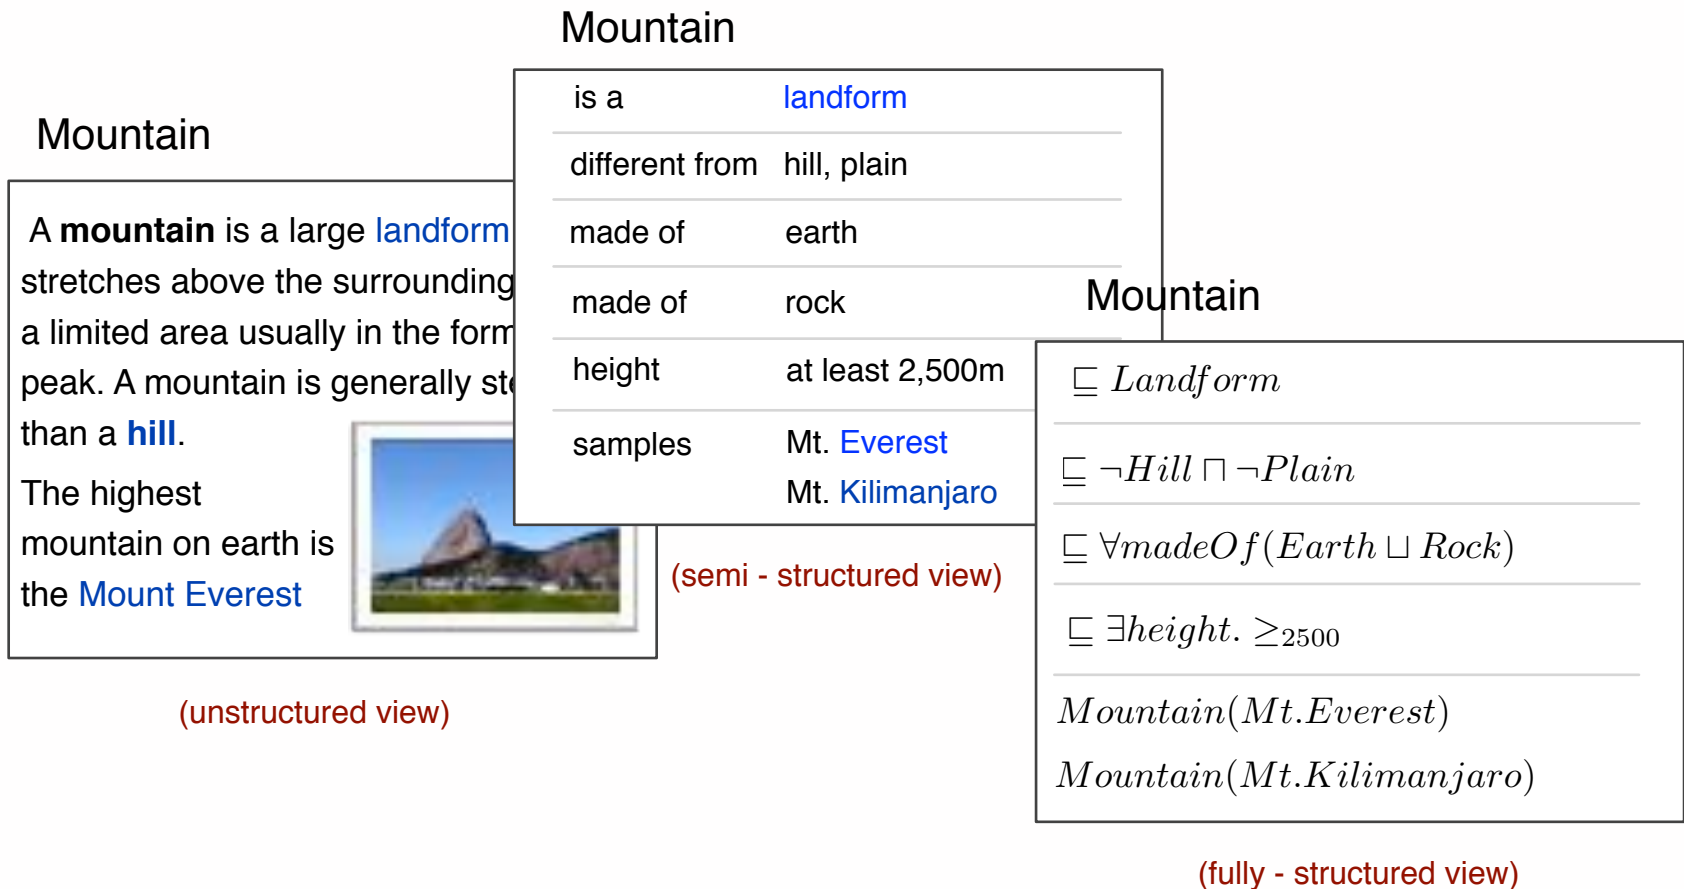 Mountain
A mountain is a large landform
stretches above the surrounding
a limited area usually in the form
peak. A mountain is generally ste
than a hill.
The highest
mountain on earth is
the Mount Everest
(unstructured view)
Mountain
is a landform
different from hill, plain
made of earth
made of rock
height at least 2,500m
samples Mt. Everest
Mt. Kilimanjaro
(semi - structured view)
Mountain
⊑ Landform
⊑ ¬Hill ⊓ ¬Plain
⊑ ∀madeOf(Earth ⊔ Rock)
⊑ ∃height. ≥₂₅₀₀
Mountain(Mt.Everest)
Mountain(Mt.Kilimanjaro)
(fully - structured view)